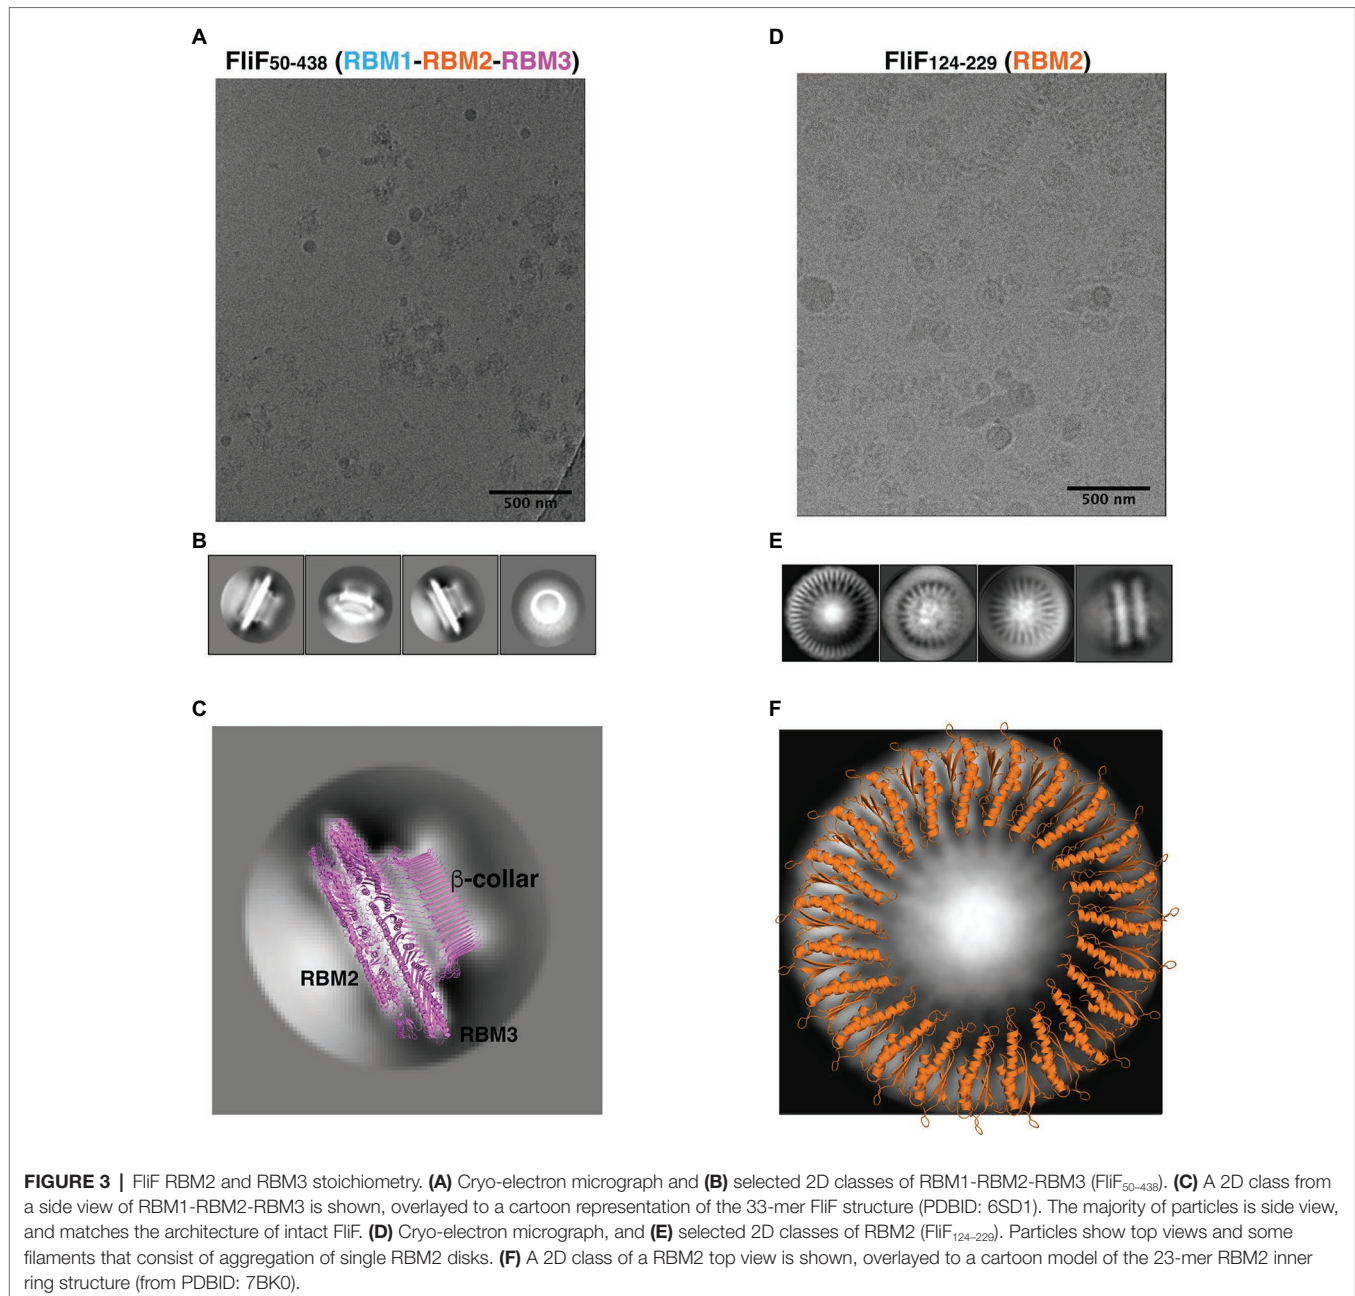 A
FliF50-438 (RBM1-RBM2-RBM3)
500 nm
B
C
β-collar
RBM2
RBM3
D
FliF124-229 (RBM2)
500 nm
E
F
FIGURE 3 | FliF RBM2 and RBM3 stoichiometry. (A) Cryo-electron micrograph and (B) selected 2D classes of RBM1-RBM2-RBM3 (FliF50–438). (C) A 2D class from
a side view of RBM1-RBM2-RBM3 is shown, overlayed to a cartoon representation of the 33-mer FliF structure (PDBID: 6SD1). The majority of particles is side view,
and matches the architecture of intact FliF. (D) Cryo-electron micrograph, and (E) selected 2D classes of RBM2 (FliF124–229). Particles show top views and some
filaments that consist of aggregation of single RBM2 disks. (F) A 2D class of a RBM2 top view is shown, overlayed to a cartoon model of the 23-mer RBM2 inner
ring structure (from PDBID: 7BK0).